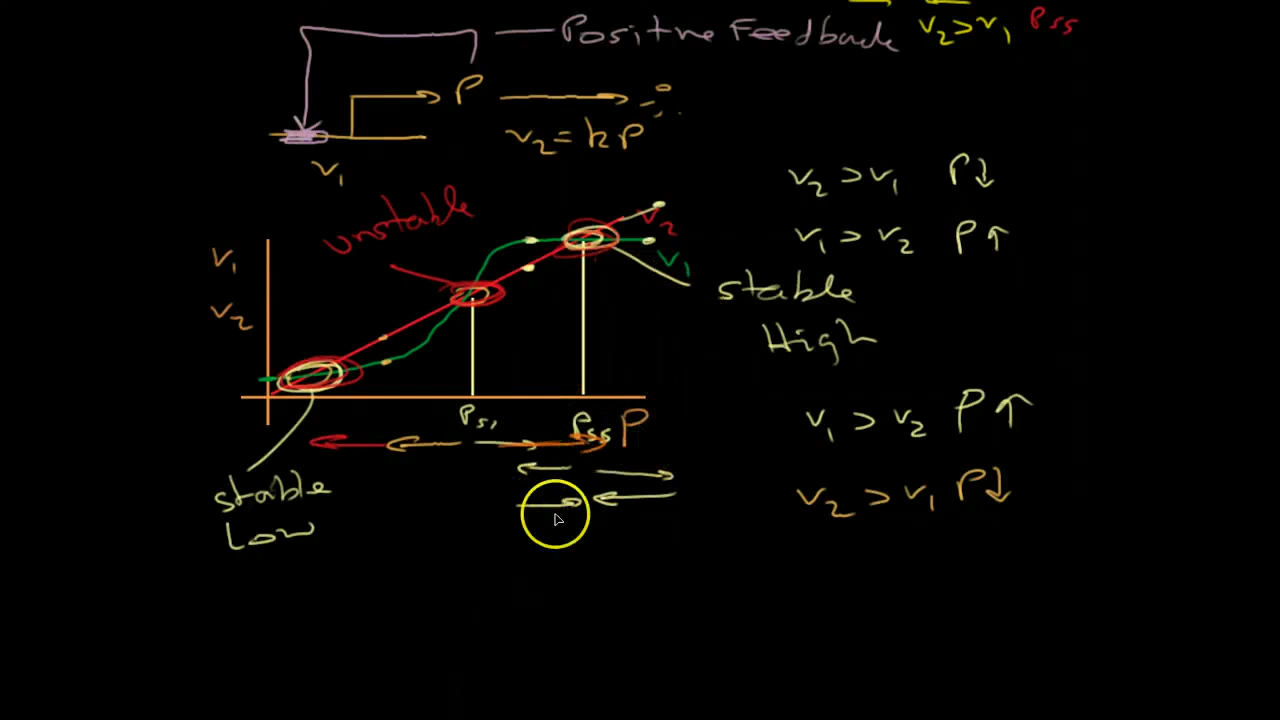 Positive Feedback v2>v1 Pss
P
v2 = kP
v1
v2 > v1 P↓
unstable
v1 > v2 P↑
v2
v1
v1
stable
High
v2
v1 > v2 P↑
Ps1
Pss P
stable
Low
v2 > v1 P↓